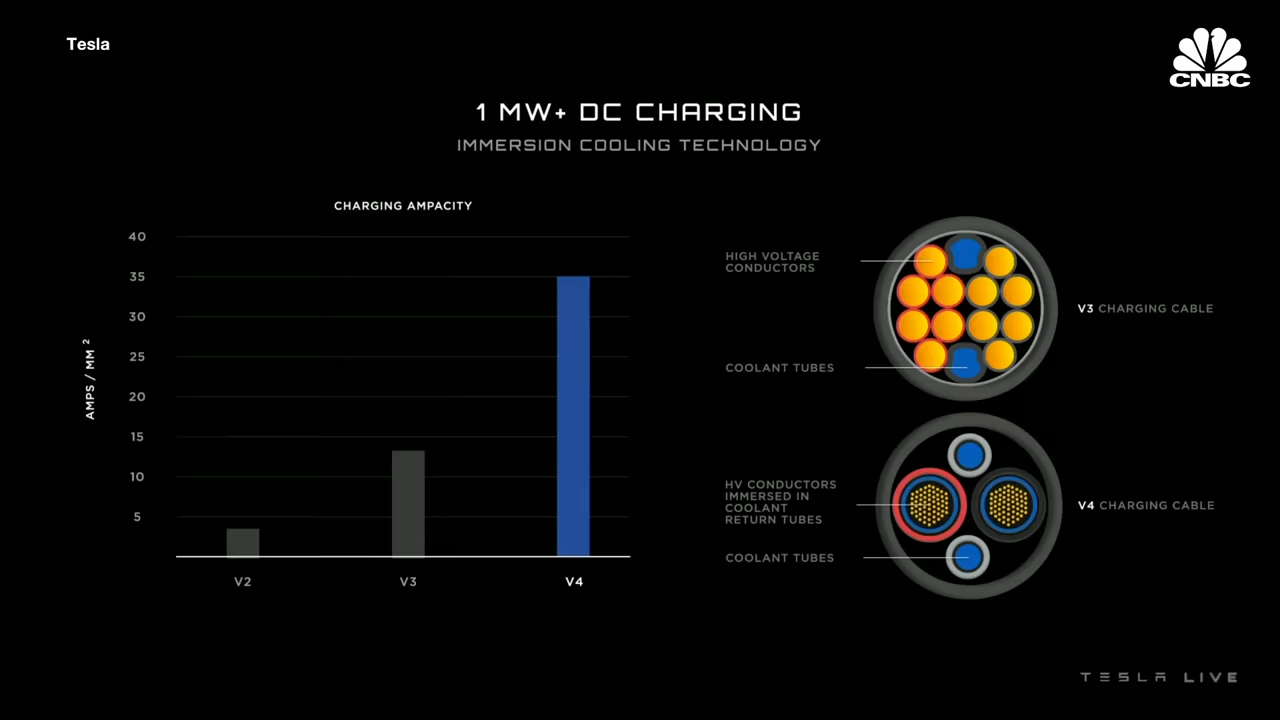 Tesla
CNBC
1 MW+ DC CHARGING
IMMERSION COOLING TECHNOLOGY
CHARGING AMPACITY
40
35
30
25
20
15
10
5
AMPS / MM 2
V2
V3
V4
HIGH VOLTAGE
CONDUCTORS
COOLANT TUBES
V3 CHARGING CABLE
HV CONDUCTORS
IMMERSED IN
COOLANT
RETURN TUBES
COOLANT TUBES
V4 CHARGING CABLE
TESLA LIVE